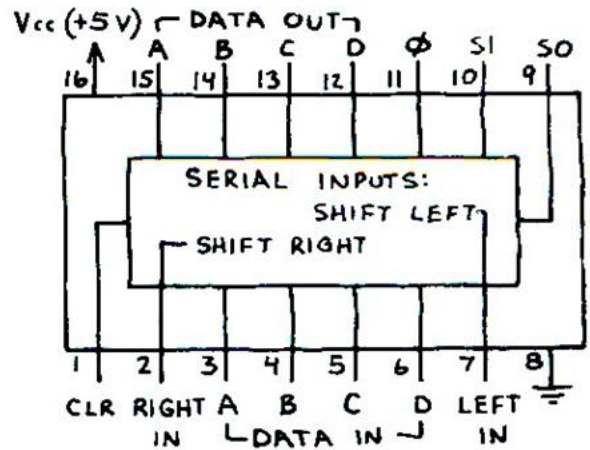 Vcc (+5 V) DATA OUT
A B C D Φ S1 S0
16 15 14 13 12 11 10 9
SERIAL INPUTS:
SHIFT LEFT
SHIFT RIGHT
1 2 3 4 5 6 7 8
CLR RIGHT A B C D LEFT
IN DATA IN IN